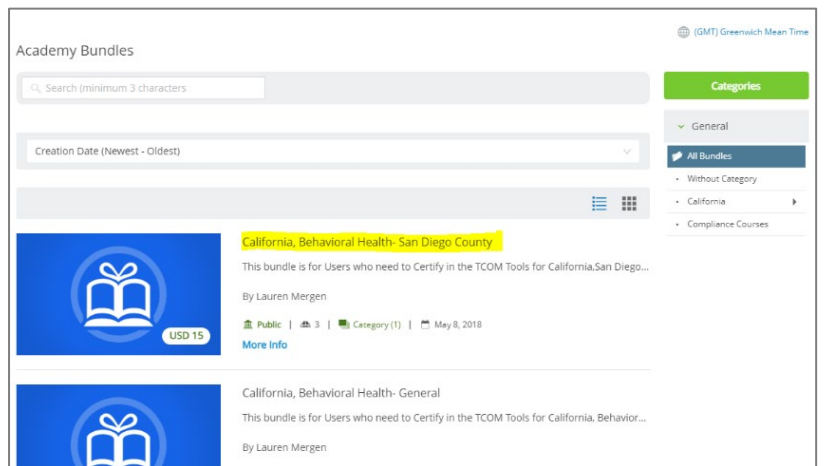 (GMT) Greenwich Mean Time
Academy Bundles
Search (minimum 3 characters
Categories
General
Creation Date (Newest - Oldest)
All Bundles
Without Category
California
Compliance Courses
California, Behavioral Health- San Diego County
This bundle is for Users who need to Certify in the TCOM Tools for California,San Diego...
By Lauren Mergen
Public | 3 | Category (1) | May 8, 2018
USD 15
More Info
California, Behavioral Health- General
This bundle is for Users who need to Certify in the TCOM Tools for California, Behavior...
By Lauren Mergen